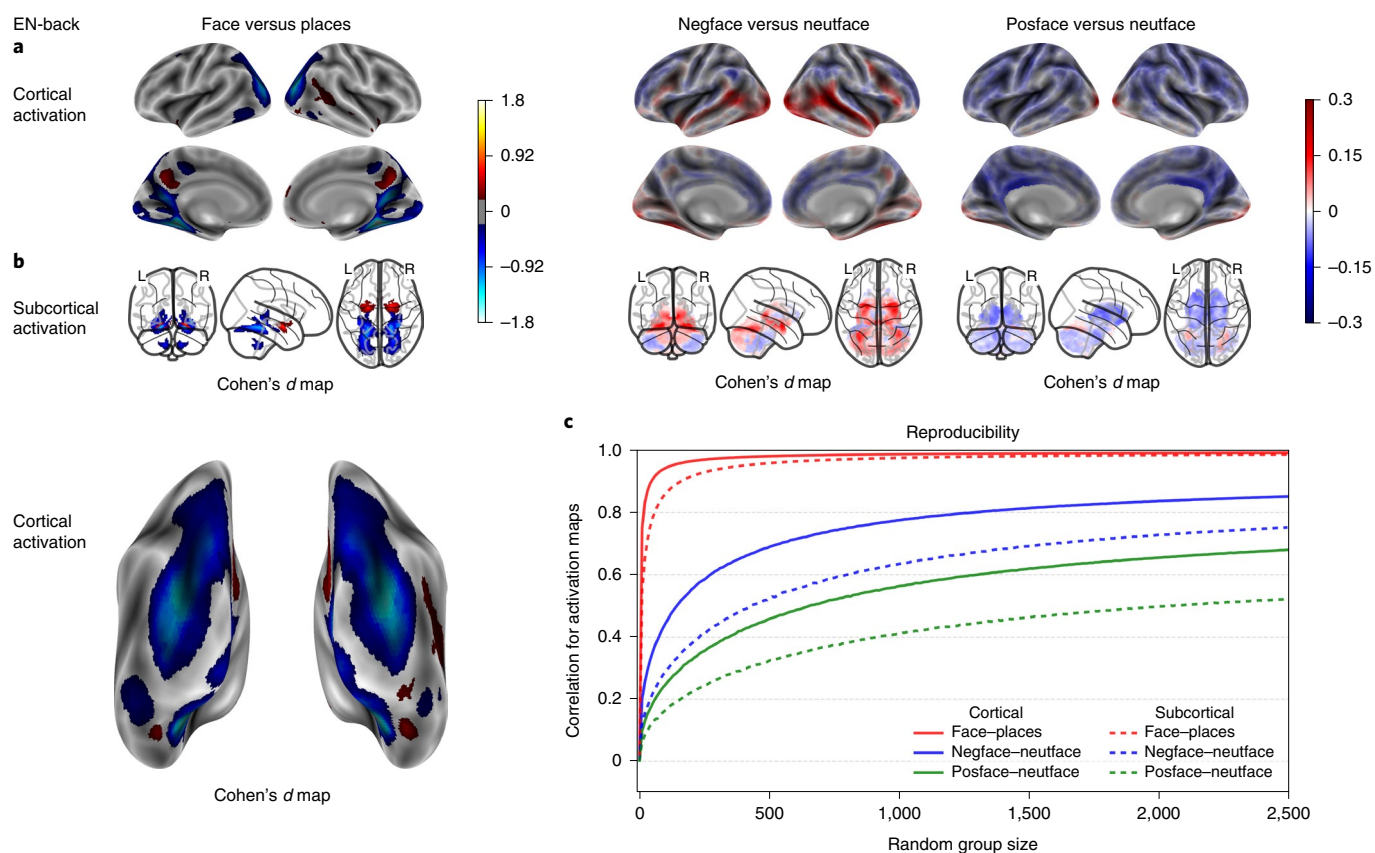 EN-back
Face versus places
Negface versus neutface
Posface versus neutface
a
Cortical
activation
1.8
0.92
0
–0.92
–1.8
0.3
0.15
0
–0.15
–0.3
b
Subcortical
activation
L
R
L
R
L
R
L
R
L
R
L
R
Cohen's d map
Cohen's d map
Cohen's d map
Cortical
activation
Cohen's d map
c
Reproducibility
Correlation for activation maps
1.0
0.8
0.6
0.4
0.2
0
Cortical
Face–places
Negface–neutface
Posface–neutface
Subcortical
Face–places
Negface–neutface
Posface–neutface
0
500
1,000
1,500
2,000
2,500
Random group size